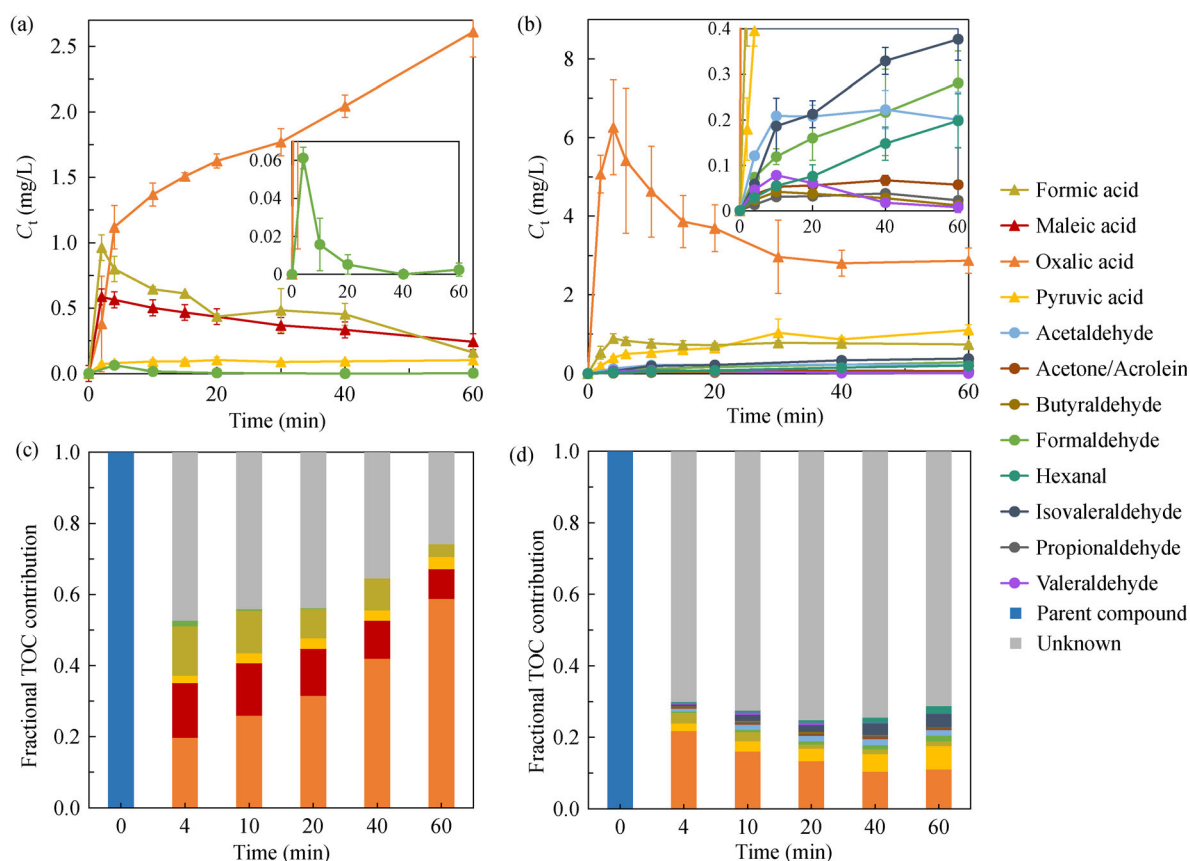 (a)
2.5
2.0
1.5
1.0
0.5
0.0
Ct (mg/L)
0.06
0.04
0.02
0
0 20 40 60
0 20 40 60
Time (min)
(b)
8
6
4
2
0
Ct (mg/L)
0.4
0.3
0.2
0.1
0
0 20 40 60
0 20 40 60
Time (min)
Formic acid
Maleic acid
Oxalic acid
Pyruvic acid
Acetaldehyde
Acetone/Acrolein
Butyraldehyde
Formaldehyde
Hexanal
Isovaleraldehyde
Propionaldehyde
Valeraldehyde
Parent compound
Unknown
(c)
1.0
0.8
0.6
0.4
0.2
0.0
Fractional TOC contribution
0 4 10 20 40 60
Time (min)
(d)
1.0
0.8
0.6
0.4
0.2
0.0
Fractional TOC contribution
0 4 10 20 40 60
Time (min)